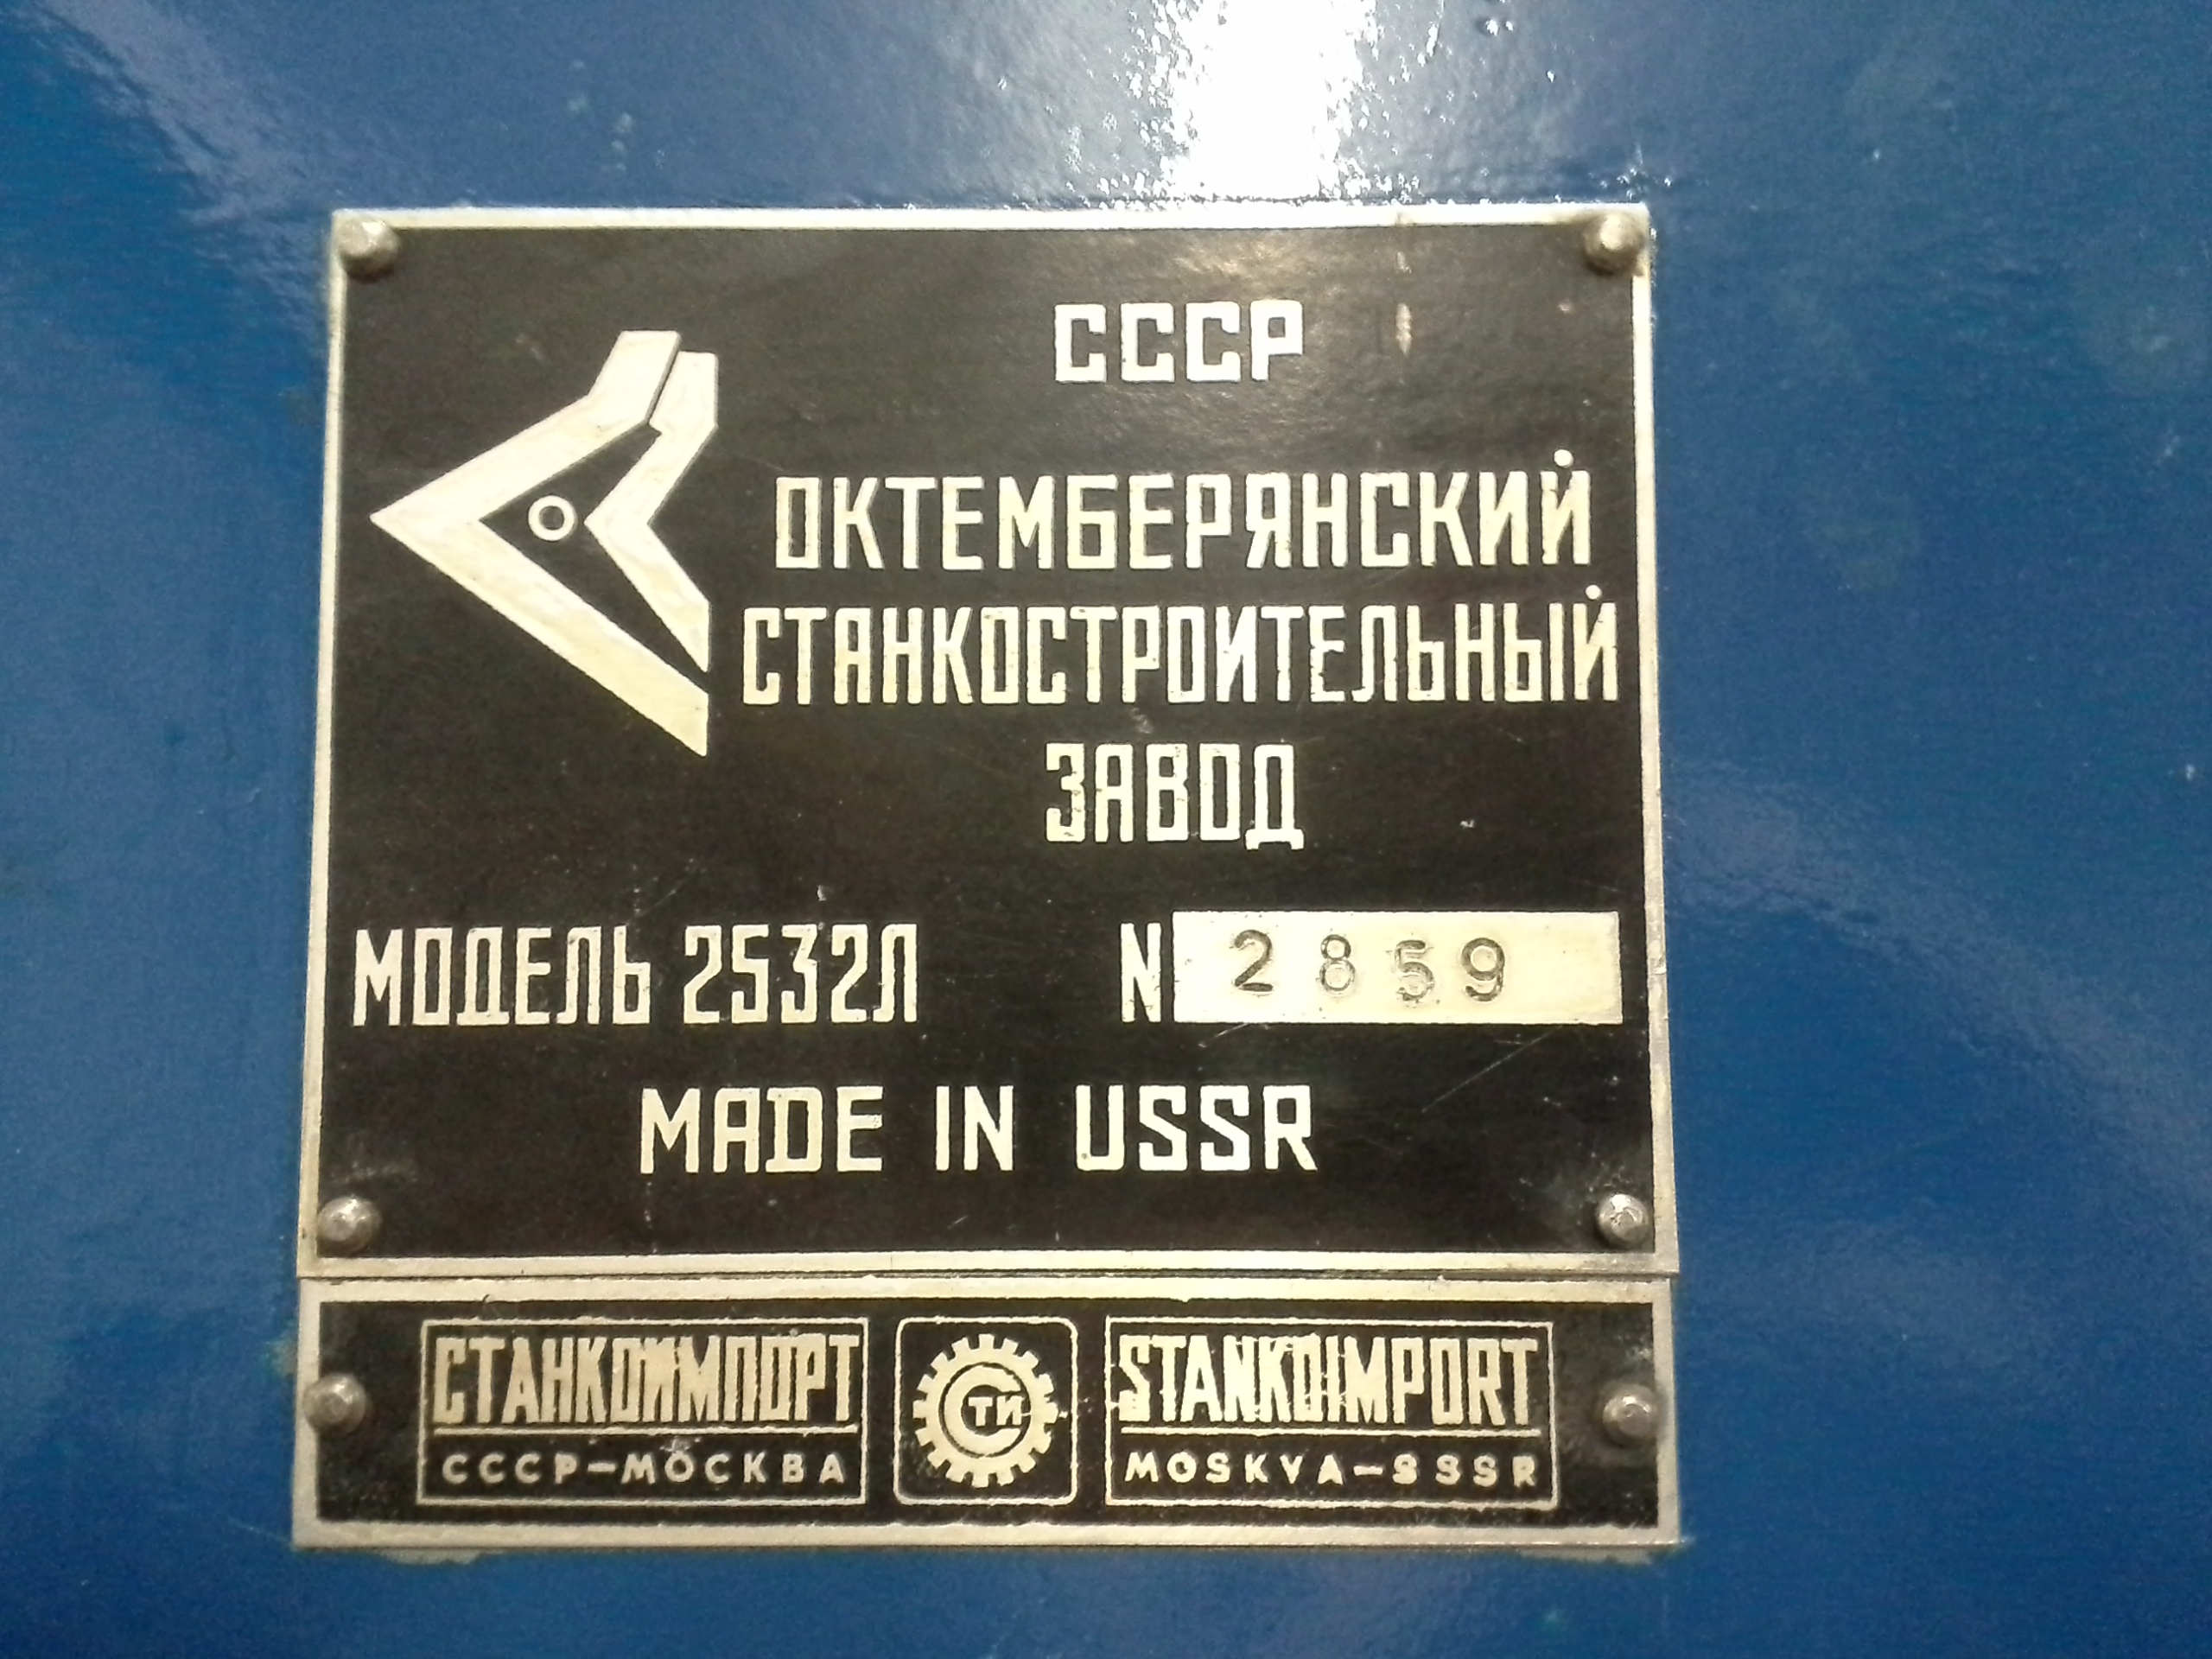 СССР
ОКТЕМБЕРЯНСКИЙ
СТАНКОСТРОИТЕЛЬНЫЙ
ЗАВОД
МОДЕЛЬ 2532Л N 2859
MADE IN USSR
СТАНКОИМПОРТ СТИ STANKOIMPORT
СССР–МОСКВА MOSKVA–SSSR